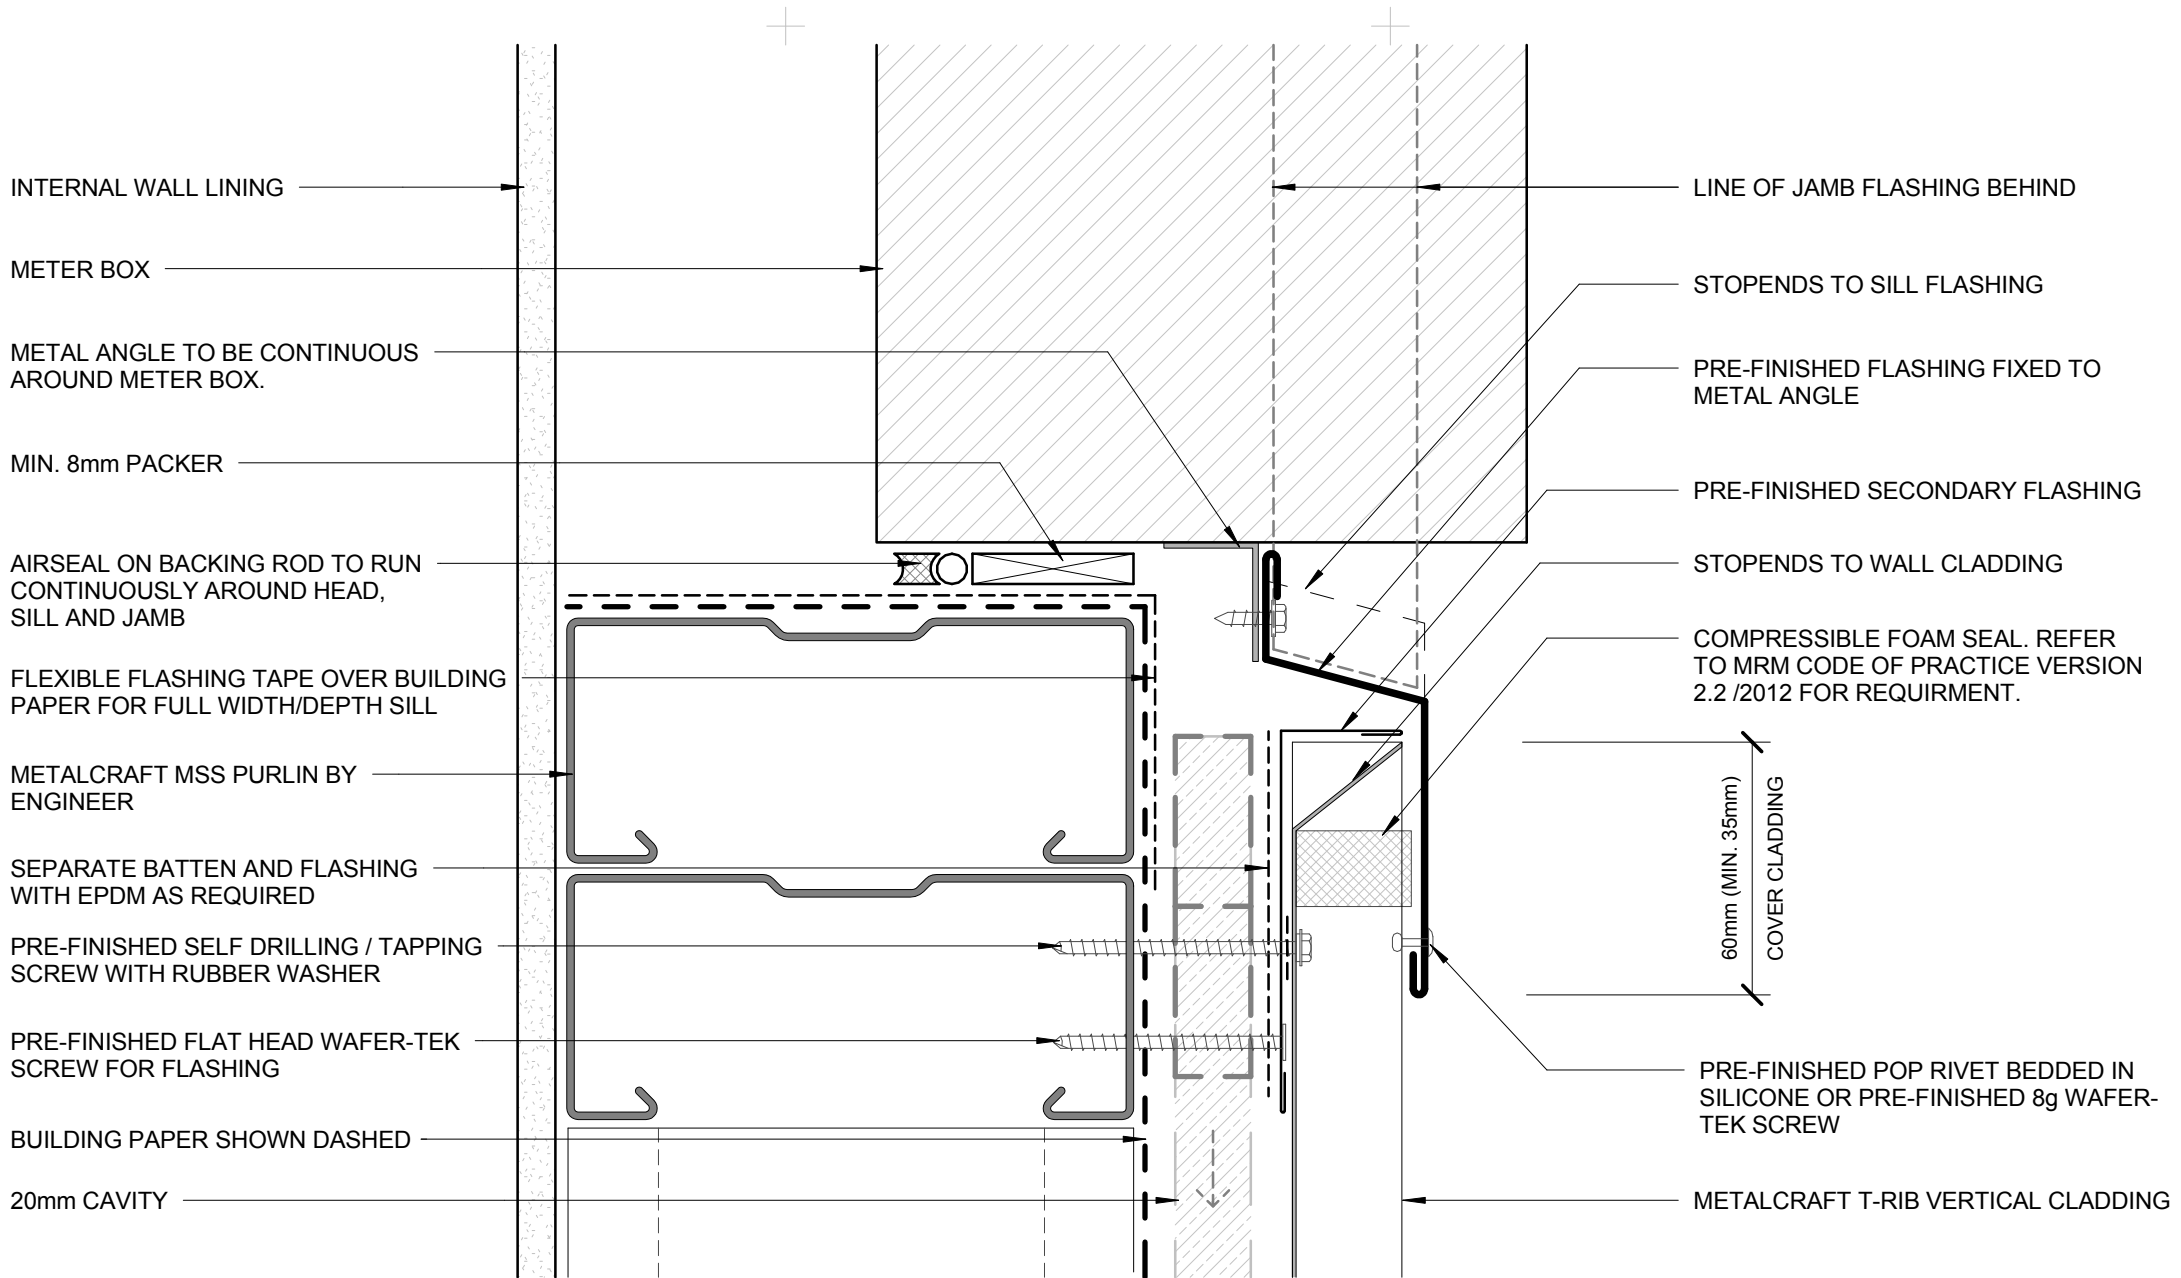 INTERNAL WALL LINING
METER BOX
METAL ANGLE TO BE CONTINUOUS
AROUND METER BOX.
MIN. 8mm PACKER
AIRSEAL ON BACKING ROD TO RUN
CONTINUOUSLY AROUND HEAD,
SILL AND JAMB
FLEXIBLE FLASHING TAPE OVER BUILDING
PAPER FOR FULL WIDTH/DEPTH SILL
METALCRAFT MSS PURLIN BY
ENGINEER
SEPARATE BATTEN AND FLASHING
WITH EPDM AS REQUIRED
PRE-FINISHED SELF DRILLING / TAPPING
SCREW WITH RUBBER WASHER
PRE-FINISHED FLAT HEAD WAFER-TEK
SCREW FOR FLASHING
BUILDING PAPER SHOWN DASHED
20mm CAVITY
LINE OF JAMB FLASHING BEHIND
STOPENDS TO SILL FLASHING
PRE-FINISHED FLASHING FIXED TO
METAL ANGLE
PRE-FINISHED SECONDARY FLASHING
STOPENDS TO WALL CLADDING
COMPRESSIBLE FOAM SEAL. REFER
TO MRM CODE OF PRACTICE VERSION
2.2 /2012 FOR REQUIRMENT.
60mm (MIN. 35mm)
COVER CLADDING
PRE-FINISHED POP RIVET BEDDED IN
SILICONE OR PRE-FINISHED 8g WAFER-
TEK SCREW
METALCRAFT T-RIB VERTICAL CLADDING